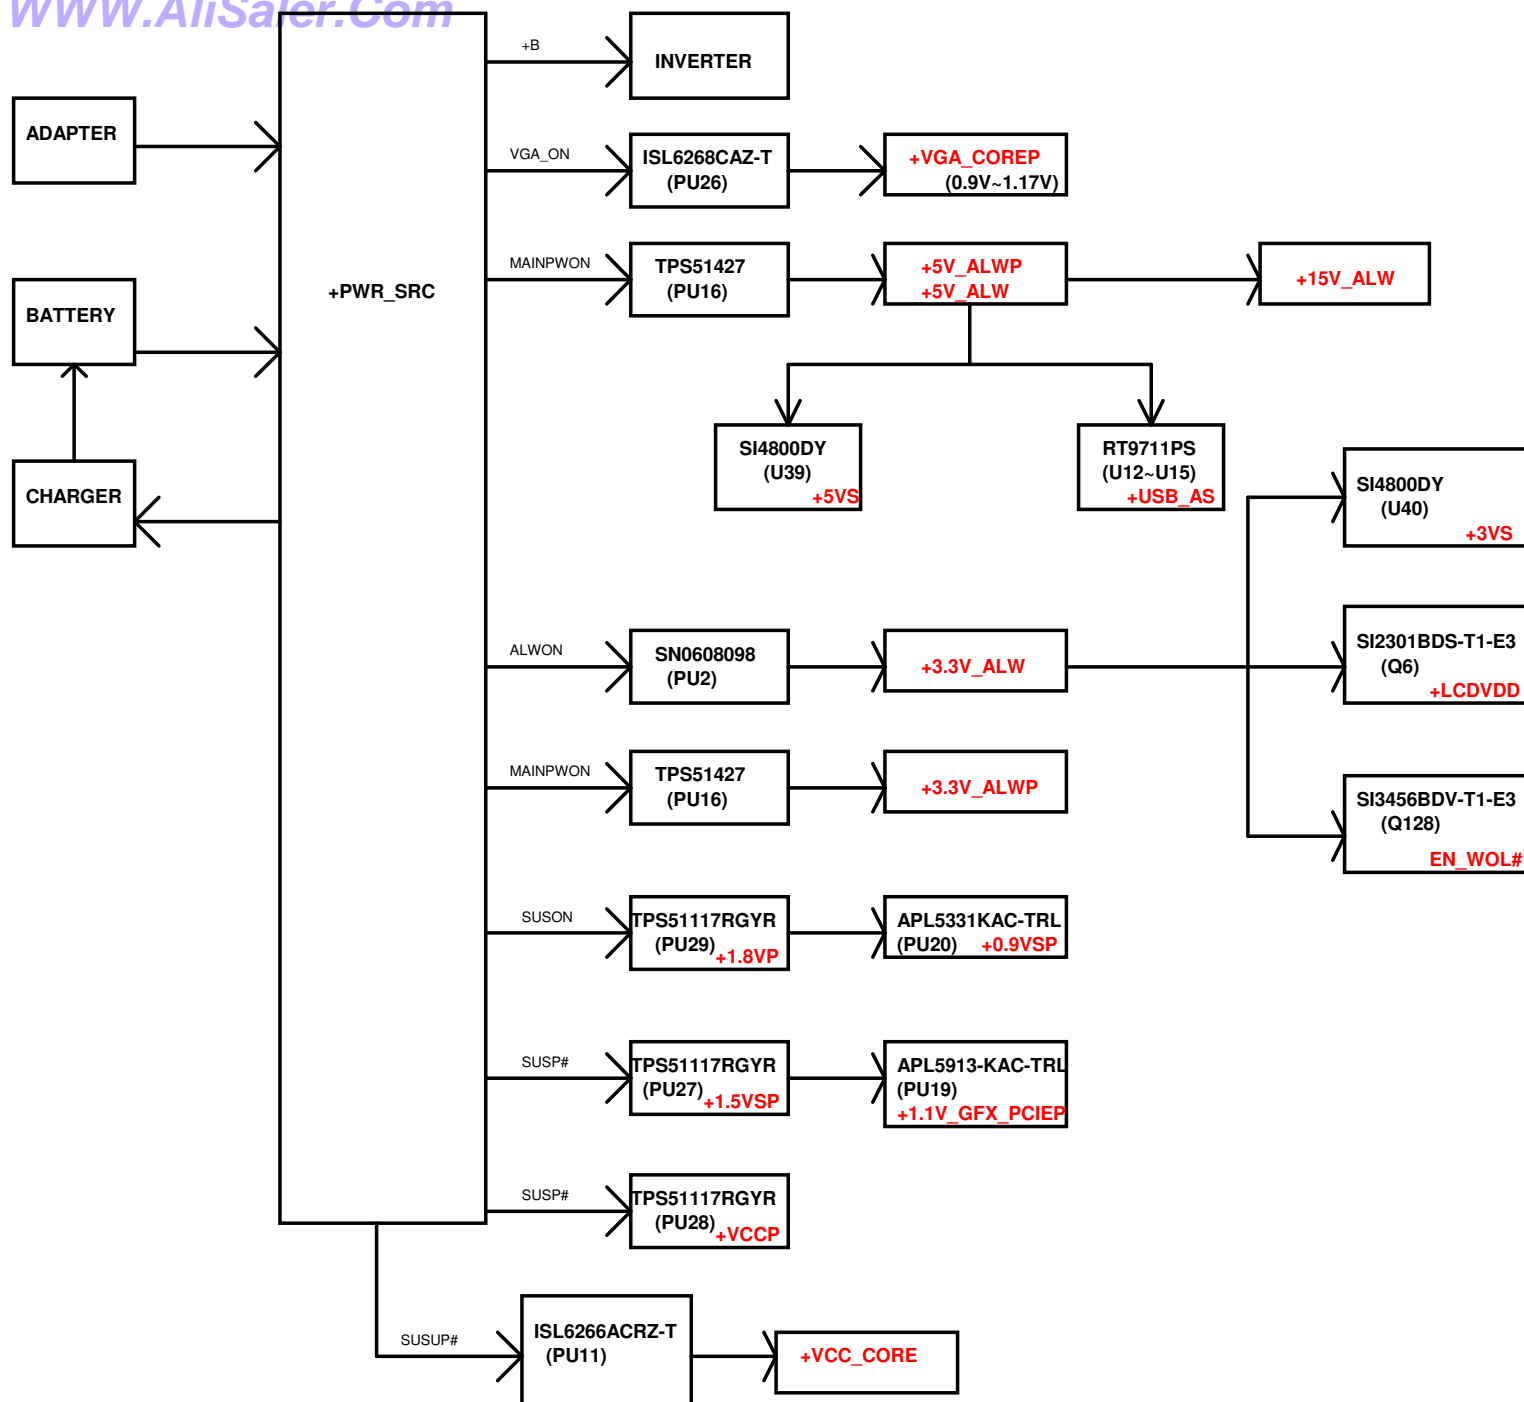 WWW.AliSaler.Com
+B
INVERTER
ADAPTER
VGA_ON
ISL6268CAZ-T
(PU26)
+VGA_COREP
(0.9V~1.17V)
MAINPWON
TPS51427
(PU16)
+5V_ALWP
+5V_ALW
+15V_ALW
+PWR_SRC
BATTERY
SI4800DY
(U39)
+5VS
RT9711PS
(U12~U15)
+USB_AS
CHARGER
SI4800DY
(U40)
+3VS
ALWON
SN0608098
(PU2)
+3.3V_ALW
SI2301BDS-T1-E3
(Q6)
+LCDVDD
MAINPWON
TPS51427
(PU16)
+3.3V_ALWP
SI3456BDV-T1-E3
(Q128)
EN_WOL#
SUSON
TPS51117RGYR
(PU29)
+1.8VP
APL5331KAC-TRL
(PU20) +0.9VSP
SUSP#
TPS51117RGYR
(PU27)
+1.5VSP
APL5913-KAC-TRL
(PU19)
+1.1V_GFX_PCIEP
SUSP#
TPS51117RGYR
(PU28)
+VCCP
SUSUP#
ISL6266ACRZ-T
(PU11)
+VCC_CORE